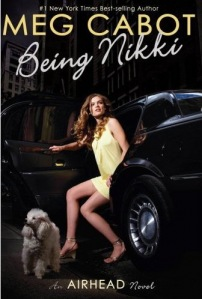 #1 New York Times Best-selling Author
MEG CABOT
Being Nikki
An AIRHEAD Novel